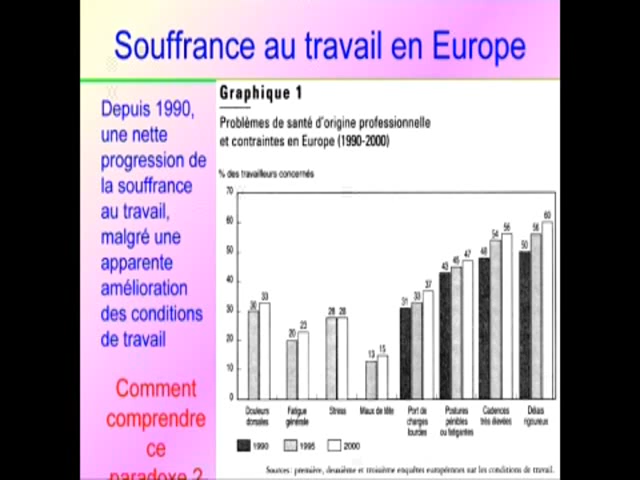 Souffrance au travail en Europe
Depuis 1990,
une nette
progression de
la souffrance
au travail,
malgré une
apparente
amélioration
des conditions
de travail
Comment
comprendre
ce
paradoxe ?
Graphique 1
Problèmes de santé d'origine professionnelle
et contraintes en Europe (1990-2000)
% des travailleurs concernés
70
60
50
40
30
20
10
0
30 33
20 23
28 28
13 15
31 33 37
43 45 47
48 54 56
50 56 60
Douleurs dorsales
Fatigue générale
Stress
Maux de tête
Port de charges lourdes
Postures pénibles ou fatigantes
Cadences très élevées
Délais rigoureux
1990 1995 2000
Sources : première, deuxième et troisième enquêtes européennes sur les conditions de travail.